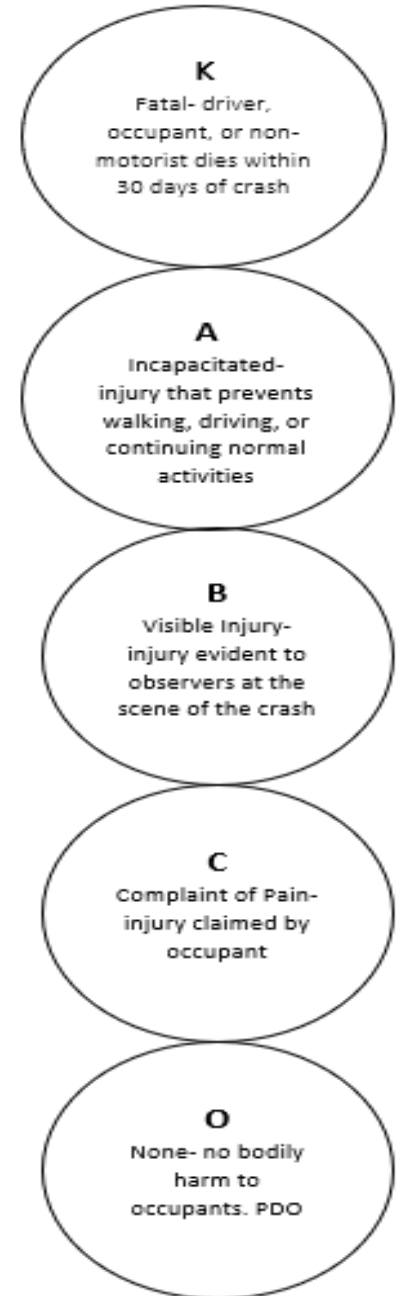 K
Fatal- driver,
occupant, or non-
motorist dies within
30 days of crash
A
Incapacitated-
injury that prevents
walking, driving, or
continuing normal
activities
B
Visible Injury-
injury evident to
observers at the
scene of the crash
C
Complaint of Pain-
injury claimed by
occupant
O
None- no bodily
harm to
occupants. PDO